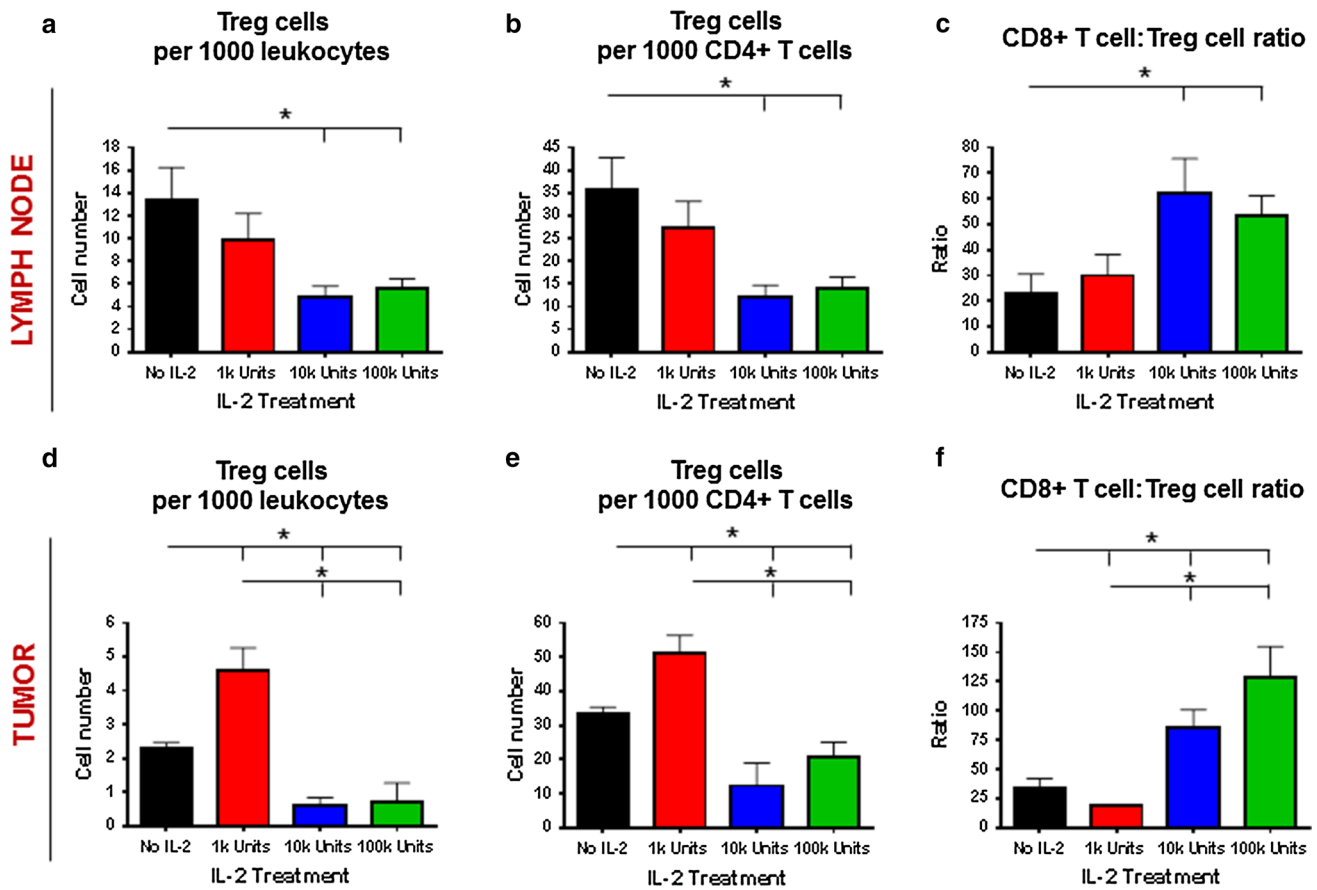 a
Treg cells
per 1000 leukocytes
*
LYMPH NODE
Cell number
18
16
14
12
10
8
6
4
2
0
No IL-2 1k Units 10k Units 100k Units
IL-2 Treatment
b
Treg cells
per 1000 CD4+ T cells
*
Cell number
45
40
35
30
25
20
15
10
5
0
No IL-2 1k Units 10k Units 100k Units
IL-2 Treatment
c
CD8+ T cell:Treg cell ratio
*
Ratio
80
70
60
50
40
30
20
10
0
No IL-2 1k Units 10k Units 100k Units
IL-2 Treatment
d
Treg cells
per 1000 leukocytes
*
*
TUMOR
Cell number
6
5
4
3
2
1
0
No IL-2 1k Units 10k Units 100k Units
IL-2 Treatment
e
Treg cells
per 1000 CD4+ T cells
*
*
Cell number
60
50
40
30
20
10
0
No IL-2 1k Units 10k Units 100k Units
IL-2 Treatment
f
CD8+ T cell:Treg cell ratio
*
*
Ratio
175
150
125
100
75
50
25
0
No IL-2 1k Units 10k Units 100k Units
IL-2 Treatment